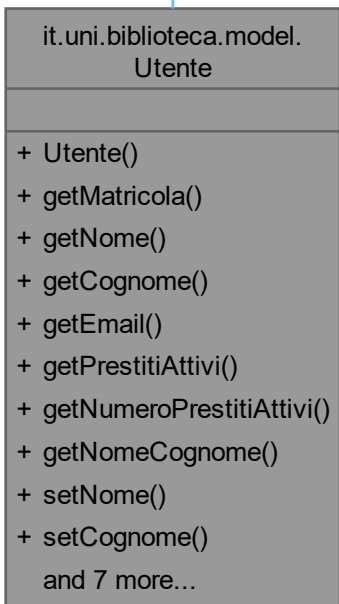 it.uni.biblioteca.model.
Utente
+ Utente()
+ getMatricola()
+ getNome()
+ getCognome()
+ getEmail()
+ getPrestitiAttivi()
+ getNumeroPrestitiAttivi()
+ getNomeCognome()
+ setNome()
+ setCognome()
and 7 more...